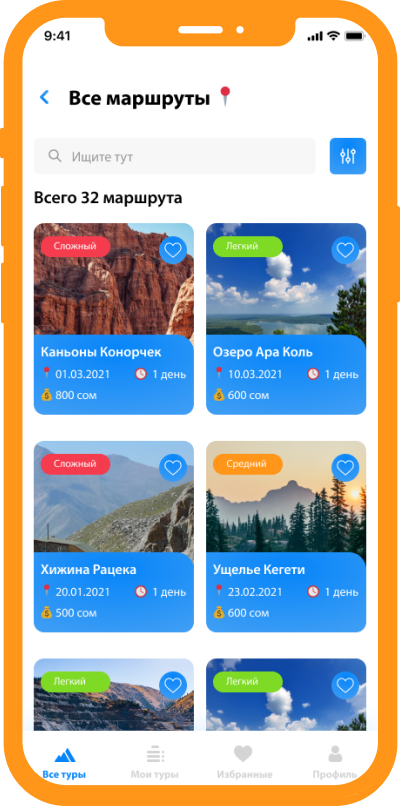 9:41
Все маршруты
Ищите тут
Всего 32 маршрута
Сложный
Легкий
Каньоны Конорчек
Озеро Ара Коль
01.03.2021 1 день
10.03.2021 1 день
800 сом
600 сом
Сложный
Средний
Хижина Рацека
Ущелье Кегети
20.01.2021 1 день
23.02.2021 1 день
500 сом
600 сом
Легкий
Легкий
Все туры Мои туры Избранные Профиль